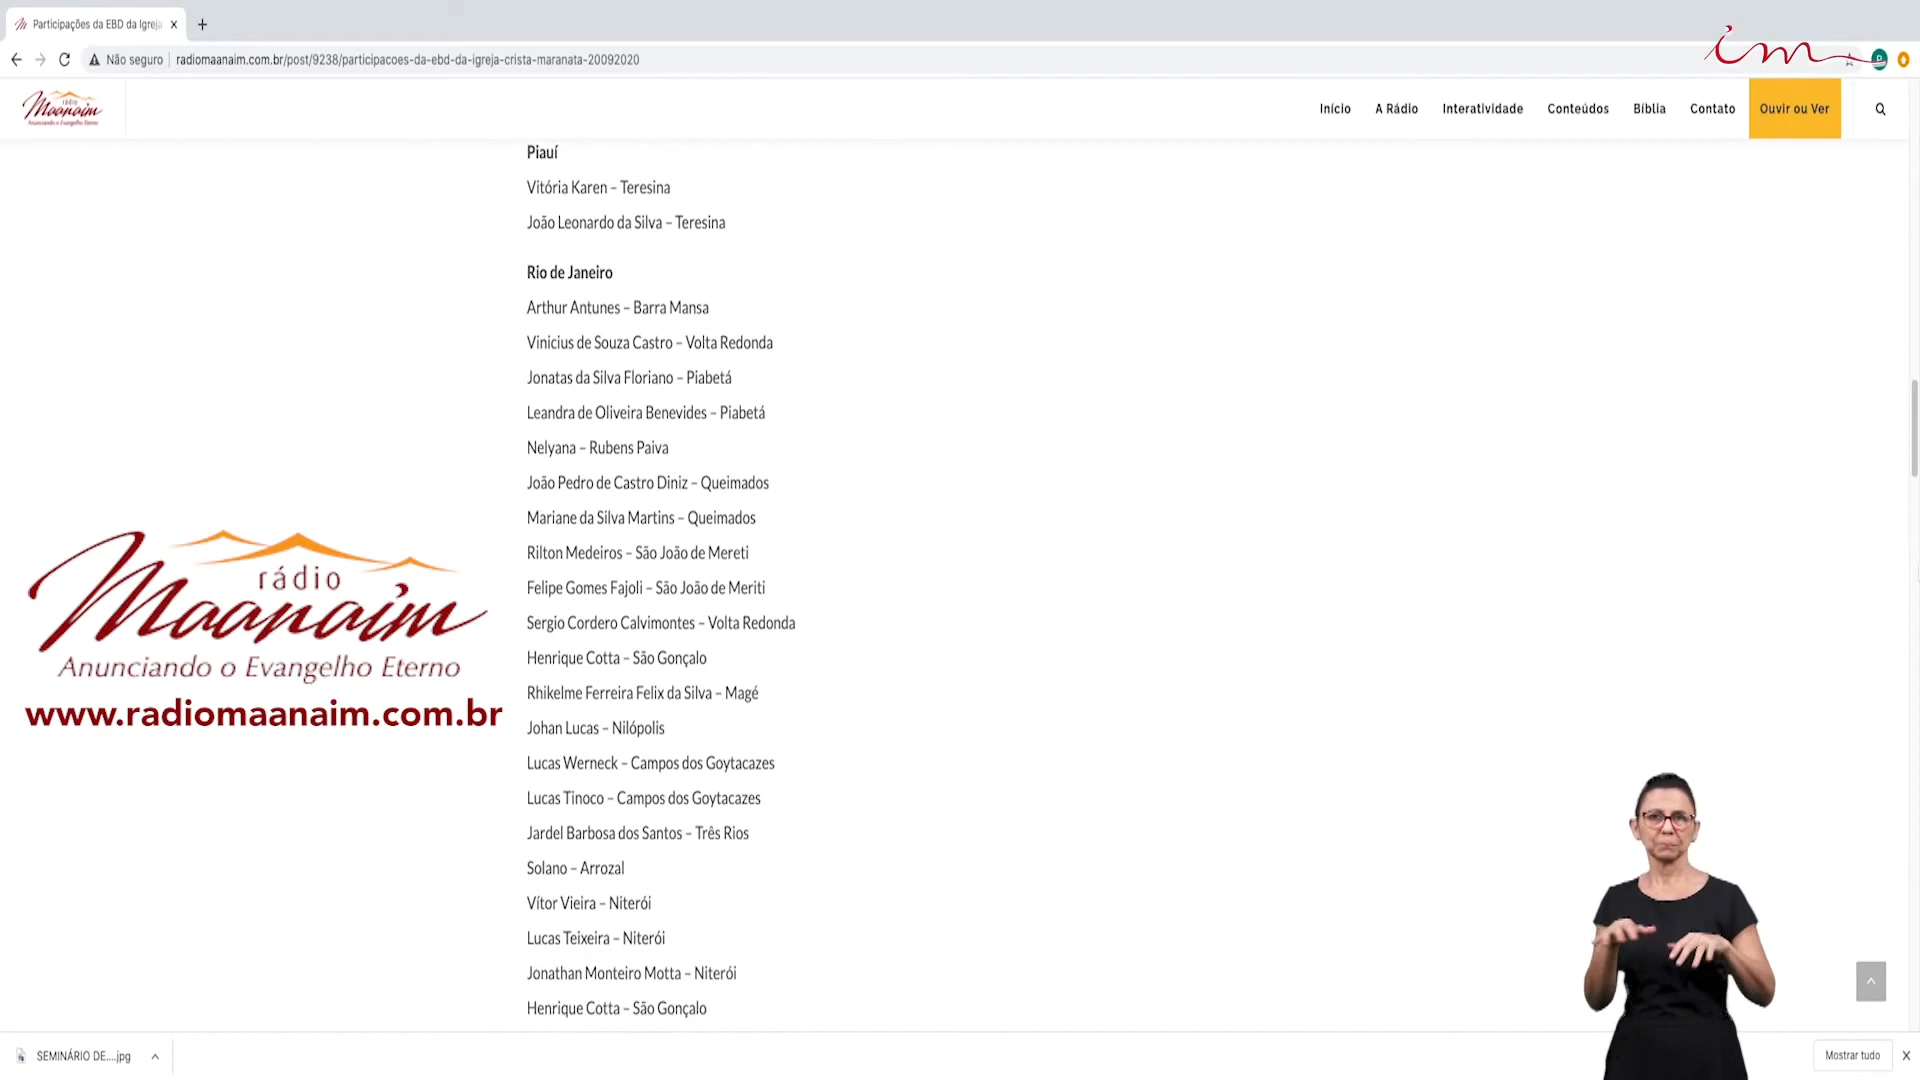 Participações da EBD da Igreja
Não seguro
radiomaanaim.com.br/post/9238/participacoes-da-ebd-da-igreja-crista-maranata-20092020
im
rádio
Maanaim
Anunciando o Evangelho Eterno
Início
A Rádio
Interatividade
Conteúdos
Bíblia
Contato
Ouvir ou Ver
Piauí
Vitória Karen – Teresina
João Leonardo da Silva – Teresina
Rio de Janeiro
Arthur Antunes – Barra Mansa
Vinicius de Souza Castro – Volta Redonda
Jonatas da Silva Floriano – Piabetá
Leandra de Oliveira Benevides – Piabetá
Nelyana – Rubens Paiva
João Pedro de Castro Diniz – Queimados
Mariane da Silva Martins – Queimados
Rilton Medeiros – São João de Mereti
Felipe Gomes Fajoli – São João de Meriti
Sergio Cordero Calvimontes – Volta Redonda
Henrique Cotta – São Gonçalo
Rhikelme Ferreira Felix da Silva – Magé
Johan Lucas – Nilópolis
Lucas Werneck – Campos dos Goytacazes
Lucas Tinoco – Campos dos Goytacazes
Jardel Barbosa dos Santos – Três Rios
Solano – Arrozal
Vítor Vieira – Niterói
Lucas Teixeira – Niterói
Jonathan Monteiro Motta – Niterói
Henrique Cotta – São Gonçalo
rádio
Maanaim
Anunciando o Evangelho Eterno
www.radiomaanaim.com.br
SEMINÁRIO DE....jpg
Mostrar tudo